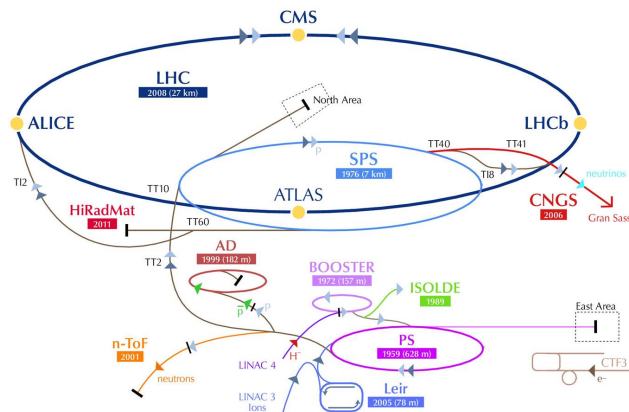 CMS
LHC
2008 (27 km)
North Area
ALICE
LHCb
TT40
TT41
SPS
1976 (7 km)
p
TI2
TT10
TI8
neutrinos
CNGS
2006
Gran Sass
ATLAS
HiRadMat
2011
TT60
AD
1999 (182 m)
TT2
BOOSTER
1972 (157 m)
ISOLDE
1989
p̅
p
East Area
n-ToF
2001
PS
1959 (628 m)
H⁻
LINAC 4
neutrons
CTF3
e–
LINAC 3
Ions
Leir
2005 (78 m)